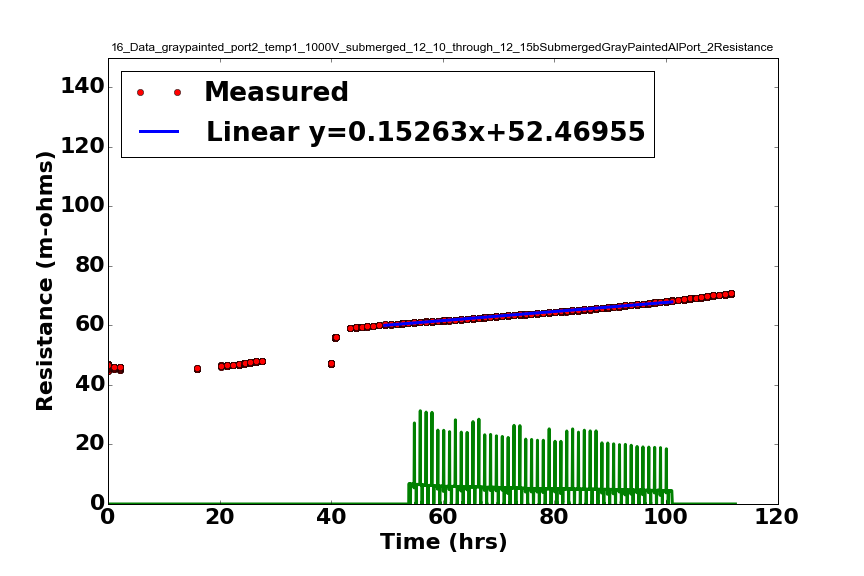 16_Data_graypainted_port2_temp1_1000V_submerged_12_10_through_12_15bSubmergedGrayPaintedAlPort_2Resistance
Measured
Linear y=0.15263x+52.46955
Resistance (m-ohms)
140
120
100
80
60
40
20
0
0 20 40 60 80 100 120
Time (hrs)